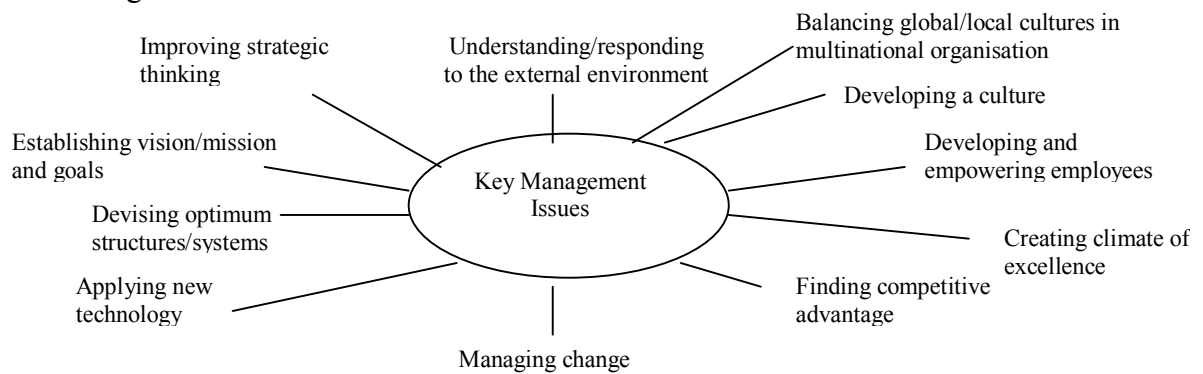 Improving strategic
thinking
Understanding/responding
to the external environment
Balancing global/local cultures in
multinational organisation
Developing a culture
Establishing vision/mission
and goals
Developing and
empowering employees
Key Management
Issues
Devising optimum
structures/systems
Creating climate of
excellence
Applying new
technology
Finding competitive
advantage
Managing change